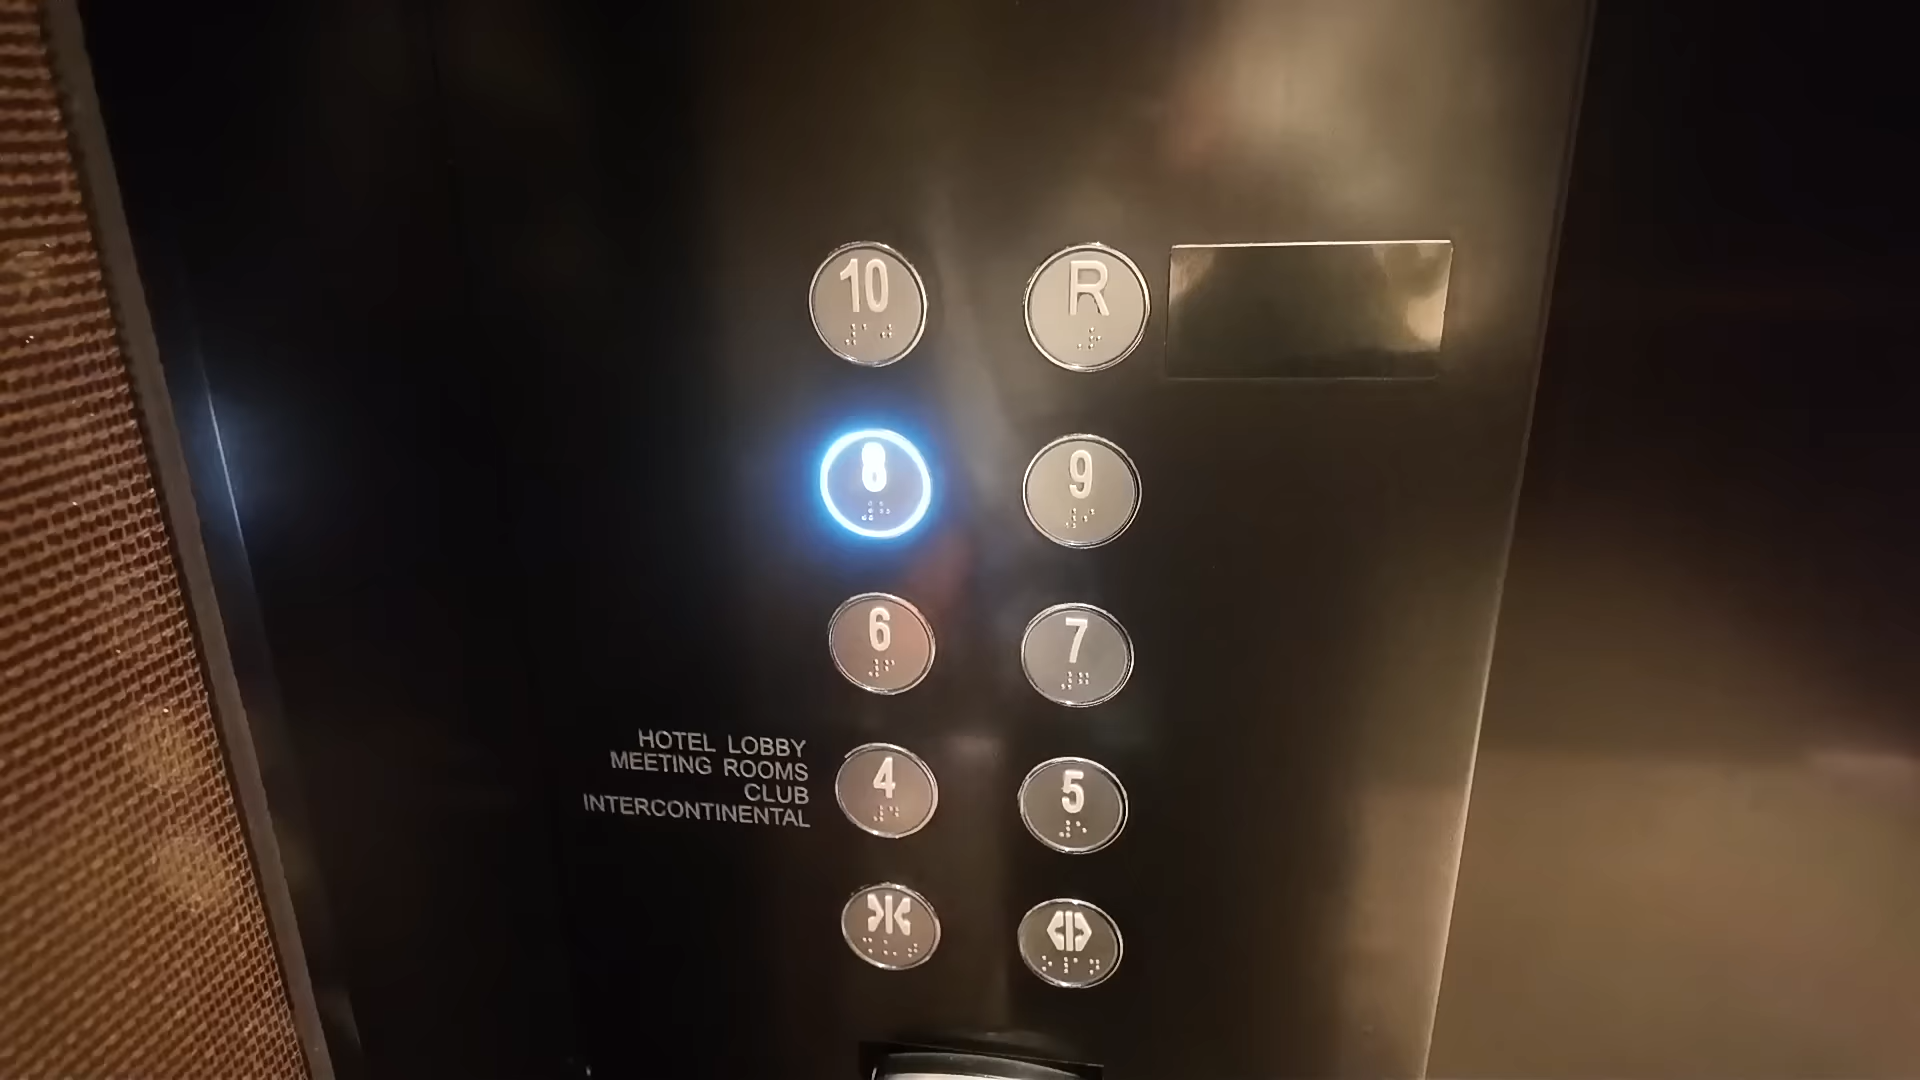 10 R
8 9
6 7
HOTEL LOBBY
MEETING ROOMS
CLUB
INTERCONTINENTAL
4 5